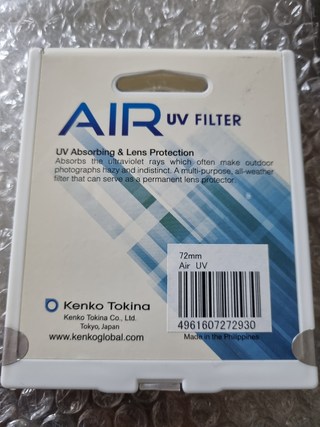 AIR UV FILTER
UV Absorbing & Lens Protection
Absorbs the ultraviolet rays which often make outdoor
photographs hazy and indistinct. A multi-purpose, all-weather
filter that can serve as a permanent lens protector.
72mm
Air UV
4961607272930
Made in the Philippines
Kenko Tokina
Kenko Tokina Co., Ltd.
Tokyo, Japan
www.kenkoglobal.com